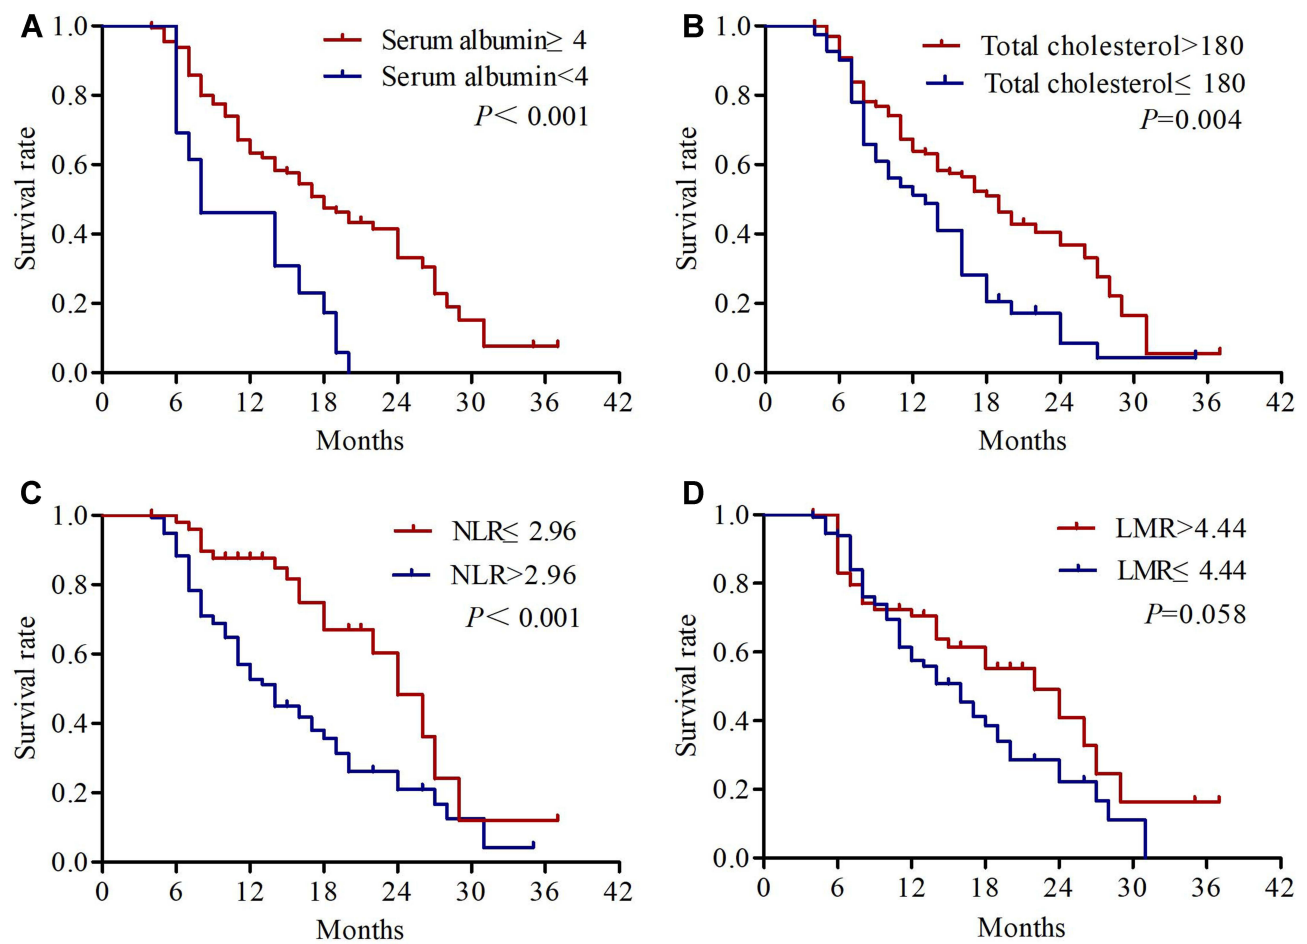 A
Survival rate
1.0
0.8
0.6
0.4
0.2
0.0
Serum albumin≥ 4
Serum albumin<4
P< 0.001
0 6 12 18 24 30 36 42
Months
B
Survival rate
1.0
0.8
0.6
0.4
0.2
0.0
Total cholesterol>180
Total cholesterol≤ 180
P=0.004
0 6 12 18 24 30 36 42
Months
C
Survival rate
1.0
0.8
0.6
0.4
0.2
0.0
NLR≤ 2.96
NLR>2.96
P< 0.001
0 6 12 18 24 30 36 42
Months
D
Survival rate
1.0
0.8
0.6
0.4
0.2
0.0
LMR>4.44
LMR≤ 4.44
P=0.058
0 6 12 18 24 30 36 42
Months